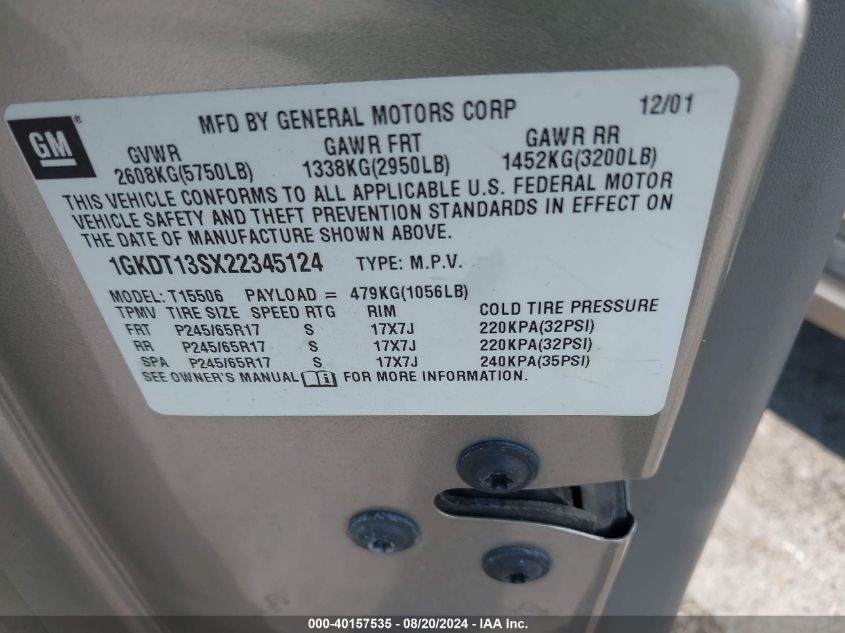 GM ®
MFD BY GENERAL MOTORS CORP 12/01
GVWR GAWR FRT GAWR RR
2608KG(5750LB) 1338KG(2950LB) 1452KG(3200LB)
THIS VEHICLE CONFORMS TO ALL APPLICABLE U.S. FEDERAL MOTOR
VEHICLE SAFETY AND THEFT PREVENTION STANDARDS IN EFFECT ON
THE DATE OF MANUFACTURE SHOWN ABOVE.
1GKDT13SX22345124 TYPE: M.P.V.
MODEL: T15506 PAYLOAD = 479KG(1056LB)
TPMV TIRE SIZE SPEED RTG RIM COLD TIRE PRESSURE
FRT P245/65R17 S 17X7J 220KPA(32PSI)
RR P245/65R17 S 17X7J 220KPA(32PSI)
SPA P245/65R17 S 17X7J 240KPA(35PSI)
SEE OWNER'S MANUAL FOR MORE INFORMATION.
000-40157535 - 08/20/2024 - IAA Inc.